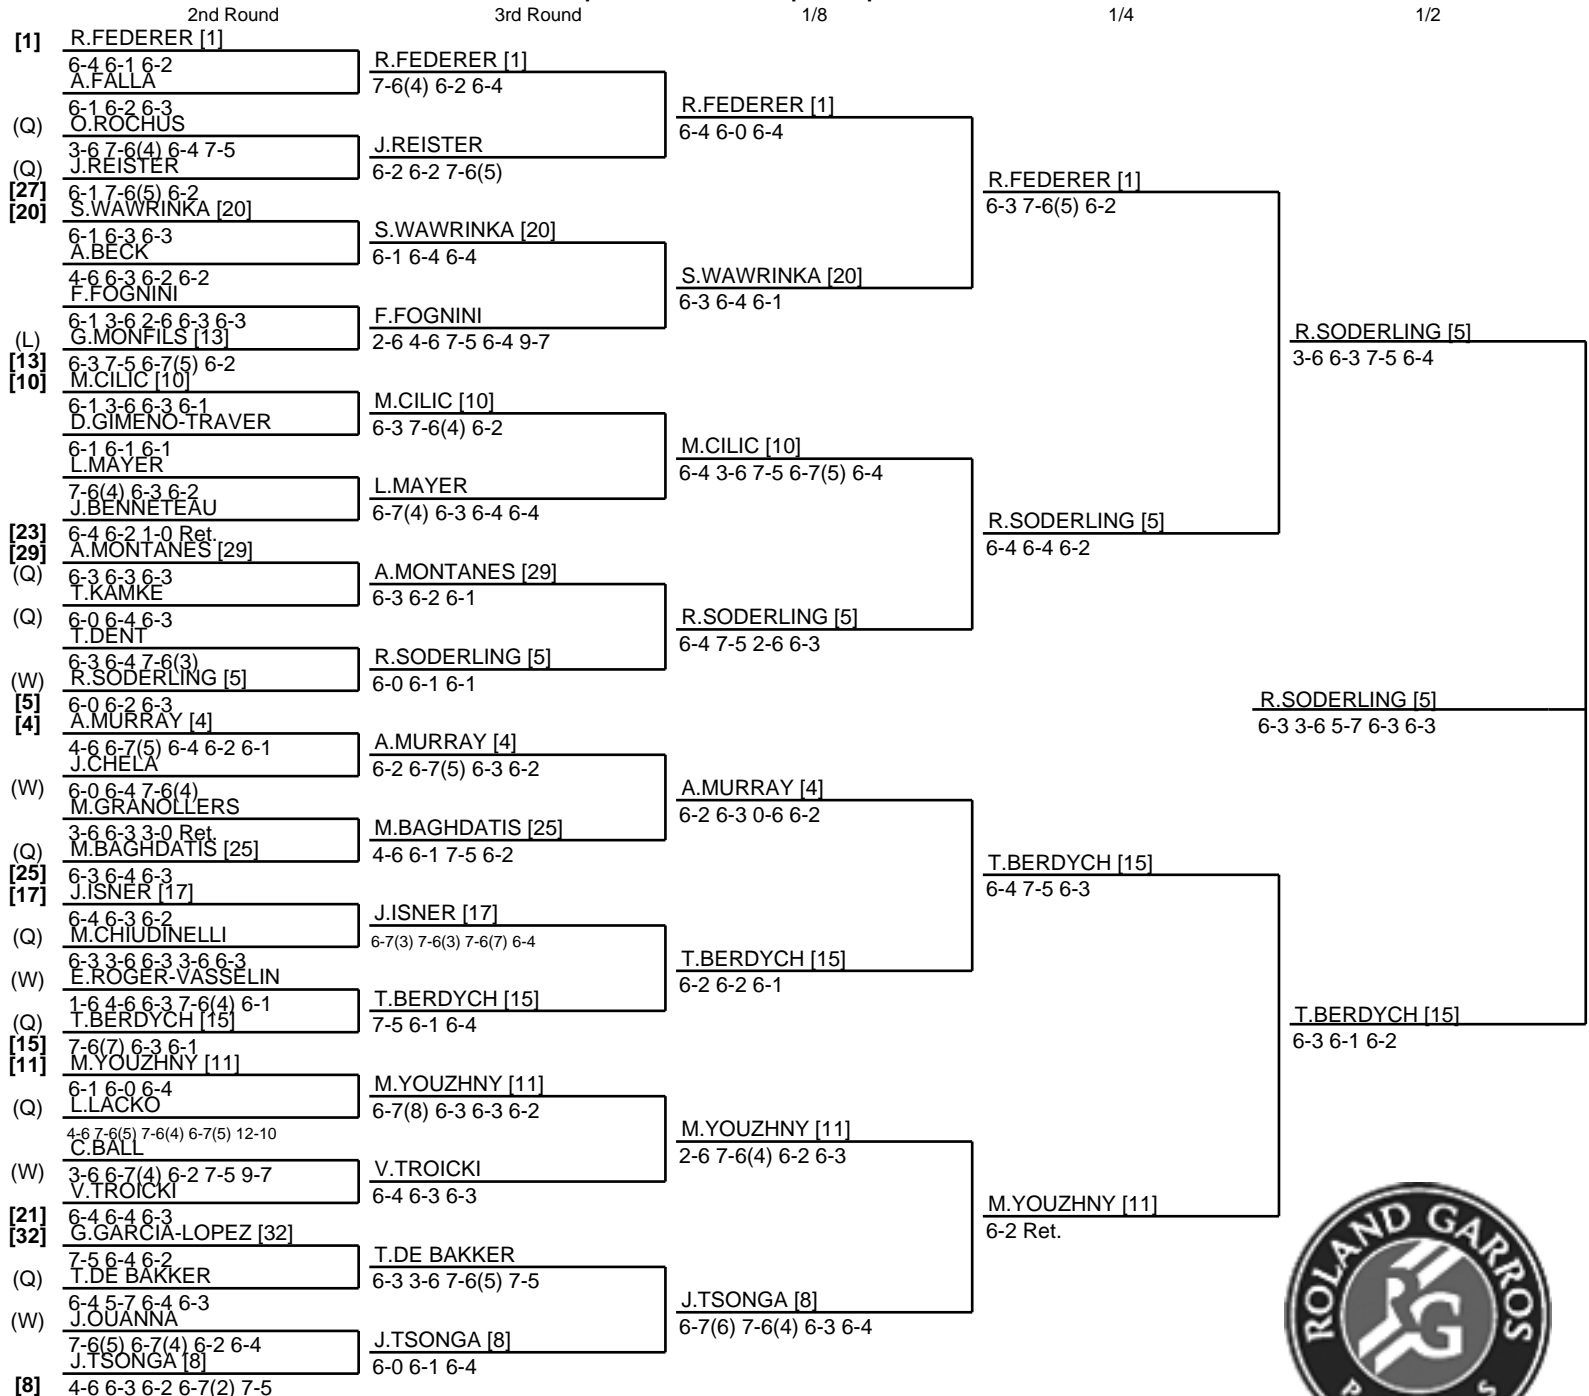 2nd Round 3rd Round 1/8 1/4 1/2
[1] R.FEDERER [1]
6-4 6-1 6-2
A.FALLA
6-1 6-2 6-3
(Q) O.ROCHUS
3-6 7-6(4) 6-4 7-5
(Q) J.REISTER
[27] 6-1 7-6(5) 6-2
[20] S.WAWRINKA [20]
6-1 6-3 6-3
A.BECK
4-6 6-3 6-2 6-2
F.FOGNINI
6-1 3-6 2-6 6-3 6-3
(L) G.MONFILS [13]
[13] 6-3 7-5 6-7(5) 6-2
[10] M.CILIC [10]
6-1 3-6 6-3 6-1
D.GIMENO-TRAVER
6-1 6-1 6-1
L.MAYER
7-6(4) 6-3 6-2
J.BENNETEAU
[23] 6-4 6-2 1-0 Ret.
[29] A.MONTANES [29]
(Q) 6-3 6-3 6-3
T.KAMKE
(Q) 6-0 6-4 6-3
T.DENT
6-3 6-4 7-6(3)
(W) R.SODERLING [5]
[5] 6-0 6-2 6-3
[4] A.MURRAY [4]
4-6 6-7(5) 6-4 6-2 6-1
J.CHELA
(W) 6-0 6-4 7-6(4)
M.GRANOLLERS
3-6 6-3 3-0 Ret.
(Q) M.BAGHDATIS [25]
[25] 6-3 6-4 6-3
[17] J.ISNER [17]
6-4 6-3 6-2
(Q) M.CHIUDINELLI
6-3 3-6 6-3 3-6 6-3
(W) E.ROGER-VASSELIN
1-6 4-6 6-3 7-6(4) 6-1
(Q) T.BERDYCH [15]
[15] 7-6(7) 6-3 6-1
[11] M.YOUZHNY [11]
6-1 6-0 6-4
(Q) L.LACKO
4-6 7-6(5) 7-6(4) 6-7(5) 12-10
C.BALL
(W) 3-6 6-7(4) 6-2 7-5 9-7
V.TROICKI
[21] 6-4 6-4 6-3
[32] G.GARCIA-LOPEZ [32]
7-5 6-4 6-2
(Q) T.DE BAKKER
6-4 5-7 6-4 6-3
(W) J.OUANNA
7-6(5) 6-7(4) 6-2 6-4
J.TSONGA [8]
[8] 4-6 6-3 6-2 6-7(2) 7-5
R.FEDERER [1]
7-6(4) 6-2 6-4
J.REISTER
6-2 6-2 7-6(5)
S.WAWRINKA [20]
6-1 6-4 6-4
F.FOGNINI
2-6 4-6 7-5 6-4 9-7
M.CILIC [10]
6-3 7-6(4) 6-2
L.MAYER
6-7(4) 6-3 6-4 6-4
A.MONTANES [29]
6-3 6-2 6-1
R.SODERLING [5]
6-0 6-1 6-1
A.MURRAY [4]
6-2 6-7(5) 6-3 6-2
M.BAGHDATIS [25]
4-6 6-1 7-5 6-2
J.ISNER [17]
6-7(3) 7-6(3) 7-6(7) 6-4
T.BERDYCH [15]
7-5 6-1 6-4
M.YOUZHNY [11]
6-7(8) 6-3 6-3 6-2
V.TROICKI
6-4 6-3 6-3
T.DE BAKKER
6-3 3-6 7-6(5) 7-5
J.TSONGA [8]
6-0 6-1 6-4
R.FEDERER [1]
6-4 6-0 6-4
S.WAWRINKA [20]
6-3 6-4 6-1
M.CILIC [10]
6-4 3-6 7-5 6-7(5) 6-4
R.SODERLING [5]
6-4 7-5 2-6 6-3
A.MURRAY [4]
6-2 6-3 0-6 6-2
T.BERDYCH [15]
6-2 6-2 6-1
M.YOUZHNY [11]
2-6 7-6(4) 6-2 6-3
J.TSONGA [8]
6-7(6) 7-6(4) 6-3 6-4
R.FEDERER [1]
6-3 7-6(5) 6-2
R.SODERLING [5]
6-4 6-4 6-2
T.BERDYCH [15]
6-4 7-5 6-3
M.YOUZHNY [11]
6-2 Ret.
R.SODERLING [5]
3-6 6-3 7-5 6-4
R.SODERLING [5]
6-3 3-6 5-7 6-3 6-3
T.BERDYCH [15]
6-3 6-1 6-2
ROLAND GARROS
RG